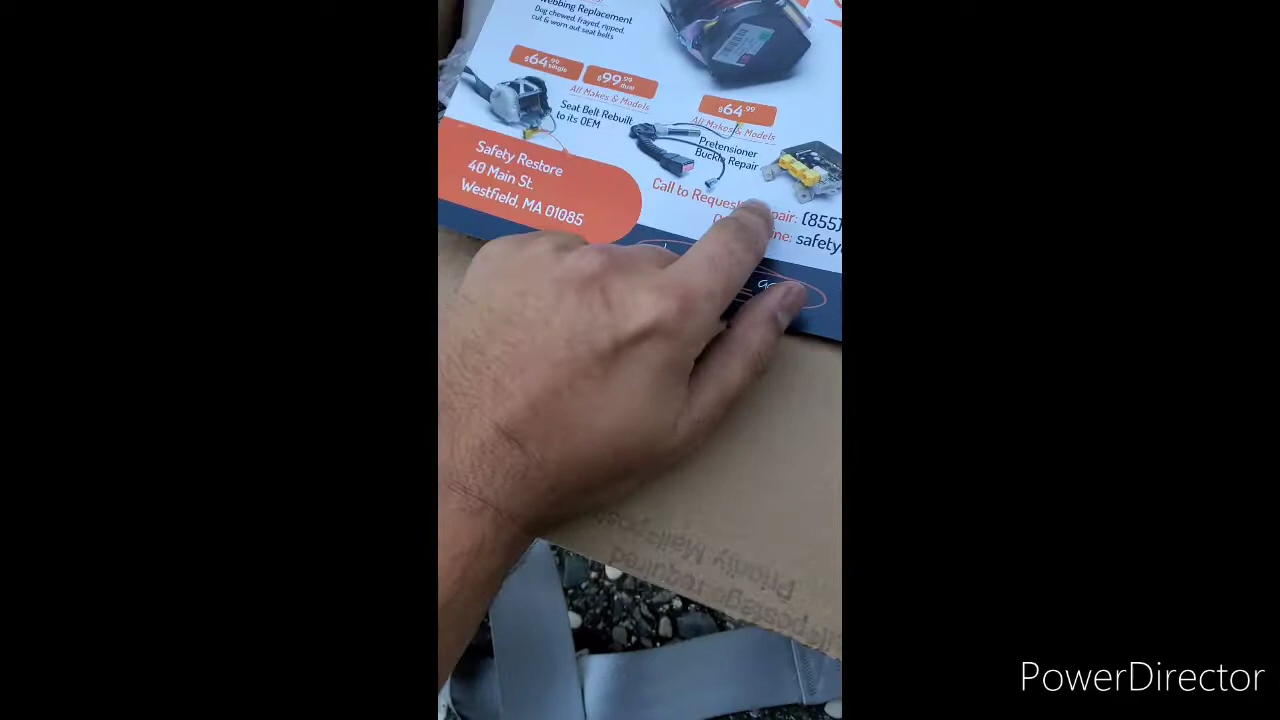 Webbing Replacement
Dog chewed, frayed, ripped,
cut & worn out seat belts
$64.99 single
$99.99 dual
All Makes & Models
Seat Belt Rebuilt
to its OEM
$64.99
All Makes & Models
Pretensioner
Buckle Repair
Safety Restore
40 Main St.
Westfield, MA 01085
Call to Request
pair: (855)
ine: safety
Priority Mail
postage required
PowerDirector